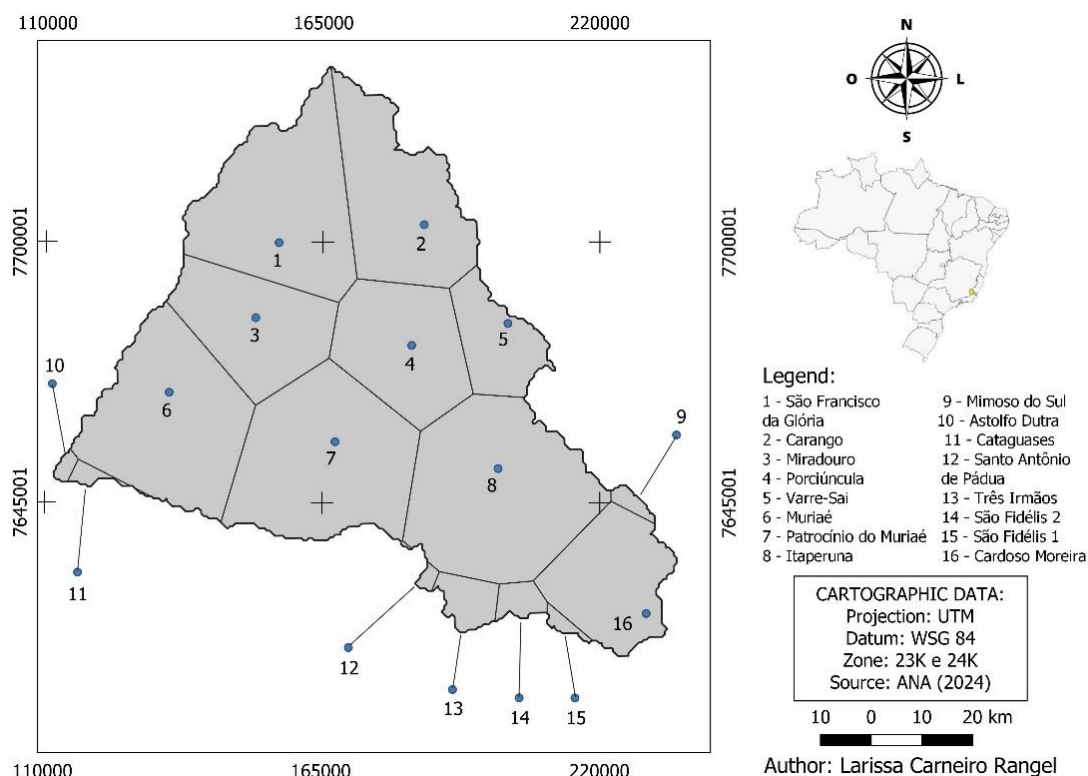 110000 165000 220000
N
O L
S
7700001 7700001
7645001 7645001
1
2
3
4
5
6
7
8
9
10
11
12
13
14
15
16
110000 165000 220000
Legend:
1 - São Francisco
da Glória
2 - Carango
3 - Miradouro
4 - Porciúncula
5 - Varre-Sai
6 - Muriaé
7 - Patrocínio do Muriaé
8 - Itaperuna
9 - Mimoso do Sul
10 - Astolfo Dutra
11 - Cataguases
12 - Santo Antônio
de Pádua
13 - Três Irmãos
14 - São Fidélis 2
15 - São Fidélis 1
16 - Cardoso Moreira
CARTOGRAPHIC DATA:
Projection: UTM
Datum: WSG 84
Zone: 23K e 24K
Source: ANA (2024)
10 0 10 20 km
Author: Larissa Carneiro Rangel